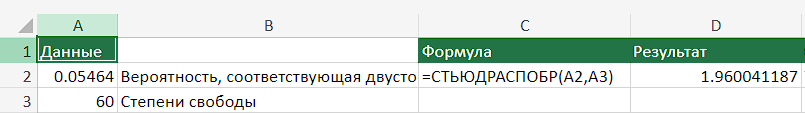 A B C D
1 Данные Формула Результат
2 0.05464 Вероятность, соответствующая двусто =СТЬЮДРАСПОБР(A2,A3) 1.960041187
3 60 Степени свободы